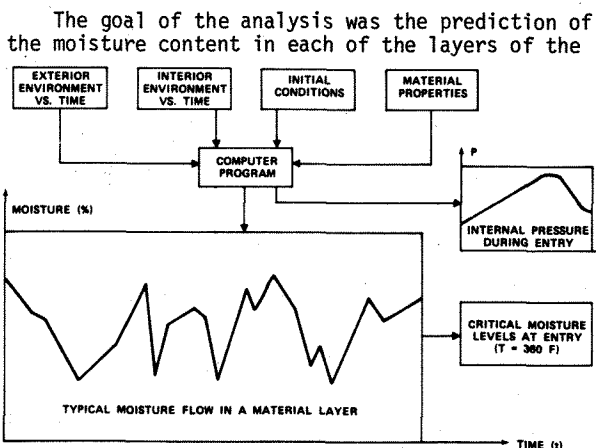 The goal of the analysis was the prediction of
the moisture content in each of the layers of the
EXTERIOR
ENVIRONMENT
VS. TIME
INTERIOR
ENVIRONMENT
VS. TIME
INITIAL
CONDITIONS
MATERIAL
PROPERTIES
COMPUTER
PROGRAM
P
INTERNAL PRESSURE
DURING ENTRY
MOISTURE (%)
CRITICAL MOISTURE
LEVELS AT ENTRY
(T = 360 F)
TYPICAL MOISTURE FLOW IN A MATERIAL LAYER
TIME (t)